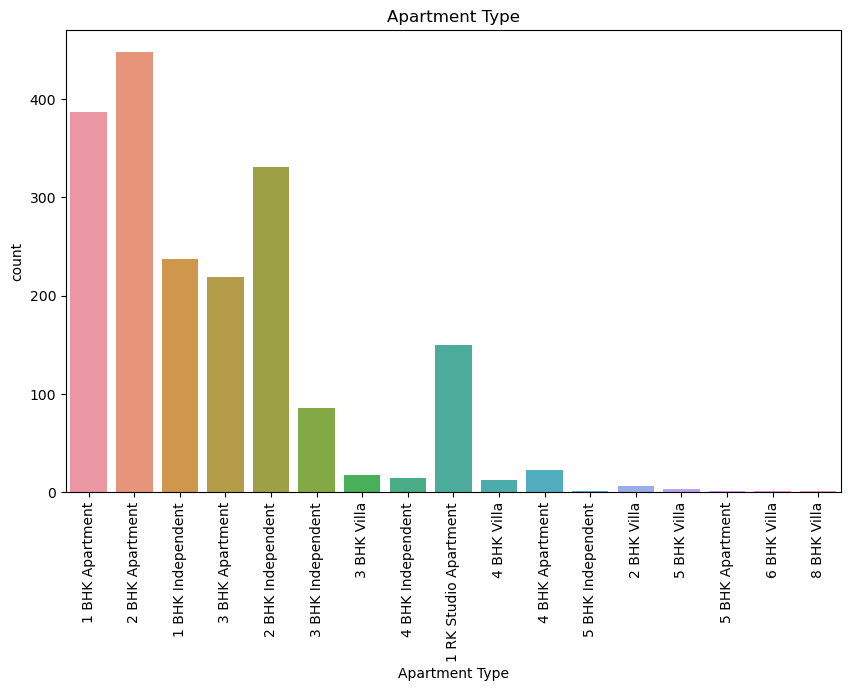 Apartment Type
count
400
300
200
100
0
1 BHK Apartment
2 BHK Apartment
1 BHK Independent
3 BHK Apartment
2 BHK Independent
3 BHK Independent
3 BHK Villa
4 BHK Independent
1 RK Studio Apartment
4 BHK Villa
4 BHK Apartment
5 BHK Independent
2 BHK Villa
5 BHK Villa
5 BHK Apartment
6 BHK Villa
8 BHK Villa
Apartment Type